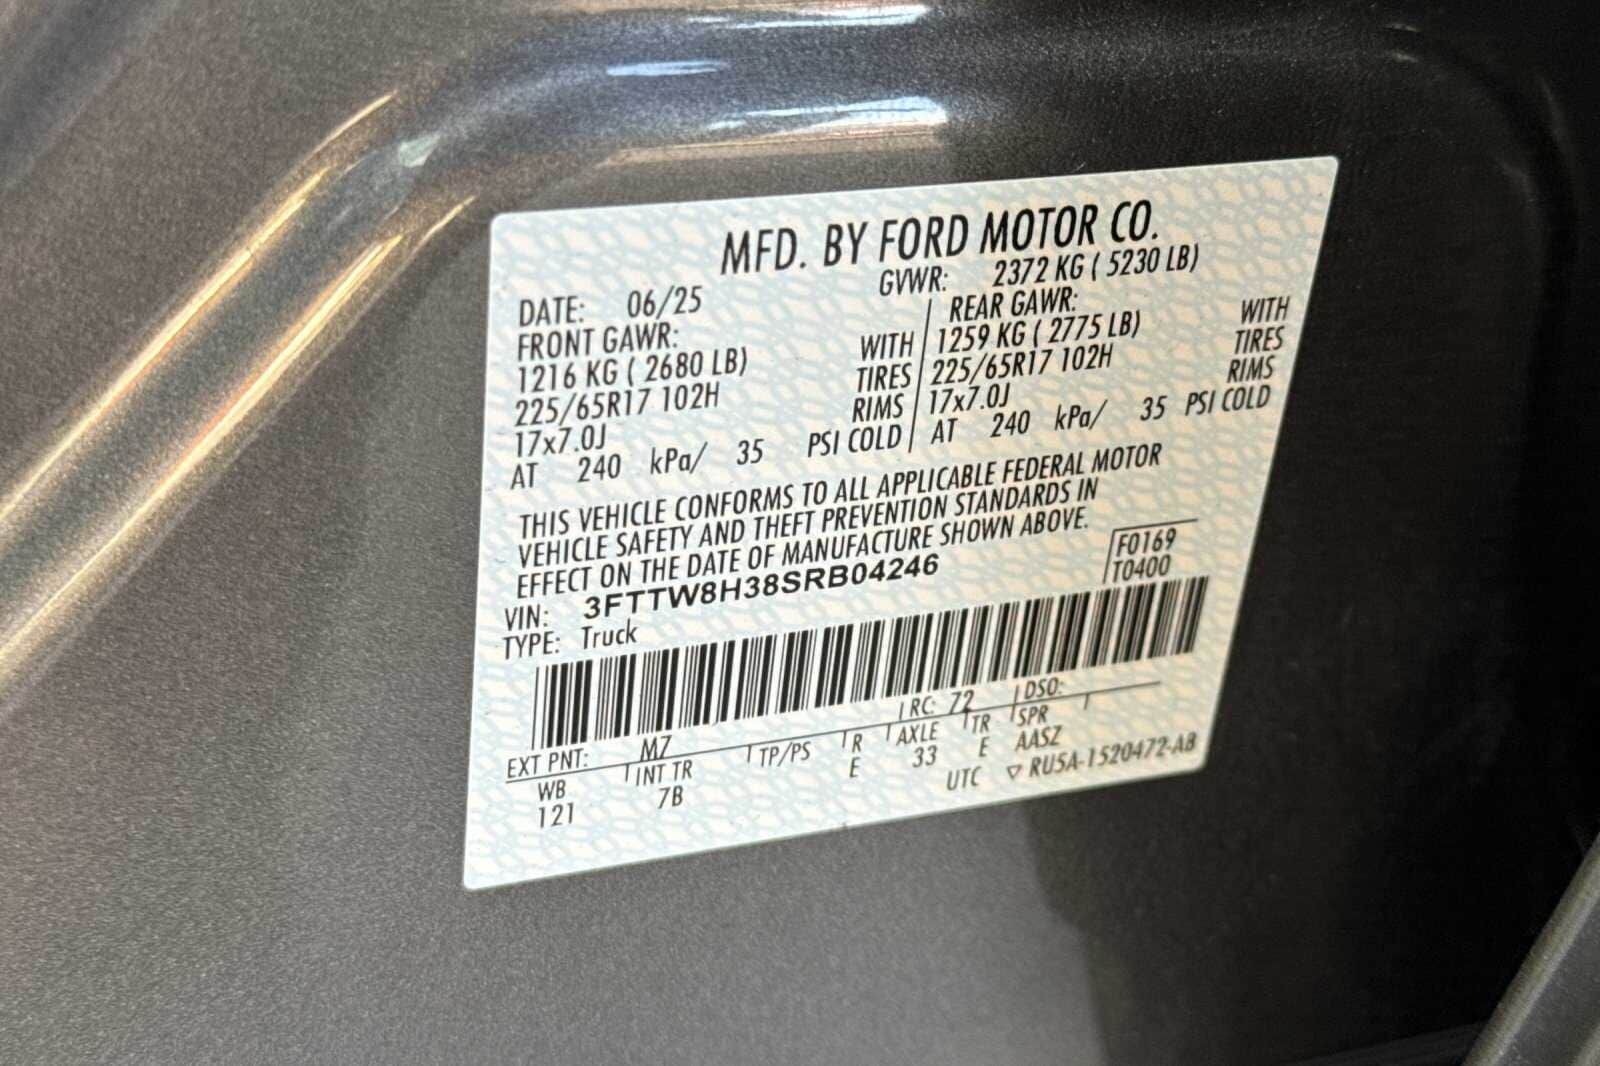 MFD. BY FORD MOTOR CO.
DATE: 06/25 GVWR: 2372 KG ( 5230 LB)
FRONT GAWR: REAR GAWR:
1216 KG ( 2680 LB) WITH 1259 KG ( 2775 LB) WITH
225/65R17 102H TIRES 225/65R17 102H TIRES
17x7.0J RIMS 17x7.0J RIMS
AT 240 kPa/ 35 PSI COLD AT 240 kPa/ 35 PSI COLD
THIS VEHICLE CONFORMS TO ALL APPLICABLE FEDERAL MOTOR
VEHICLE SAFETY AND THEFT PREVENTION STANDARDS IN
EFFECT ON THE DATE OF MANUFACTURE SHOWN ABOVE.
VIN: 3FTTW8H38SRB04246 F0169
TYPE: Truck T0400
EXT PNT: M7 RC: 72 DSO:
WB INT TR TP/PS R AXLE TR SPR
121 7B E 33 E AASZ
UTC ▽ RU5A-1520472-AB